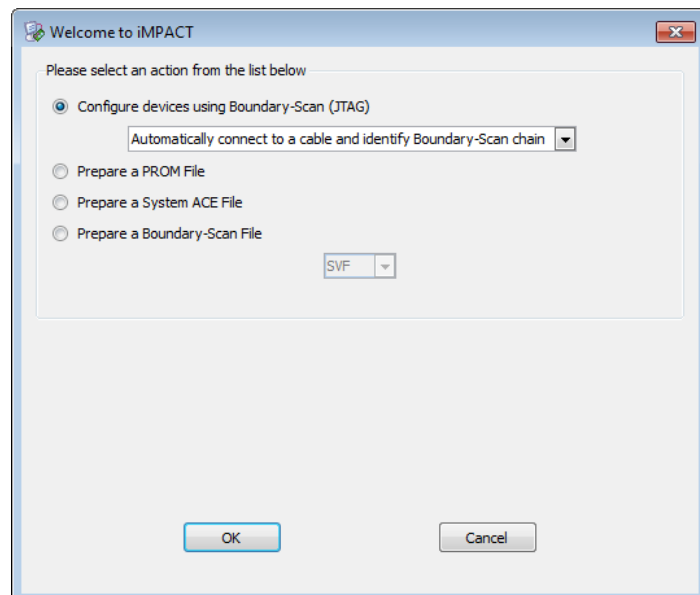 Welcome to iMPACT
Please select an action from the list below
Configure devices using Boundary-Scan (JTAG)
Automatically connect to a cable and identify Boundary-Scan chain
Prepare a PROM File
Prepare a System ACE File
Prepare a Boundary-Scan File
SVF
OK Cancel